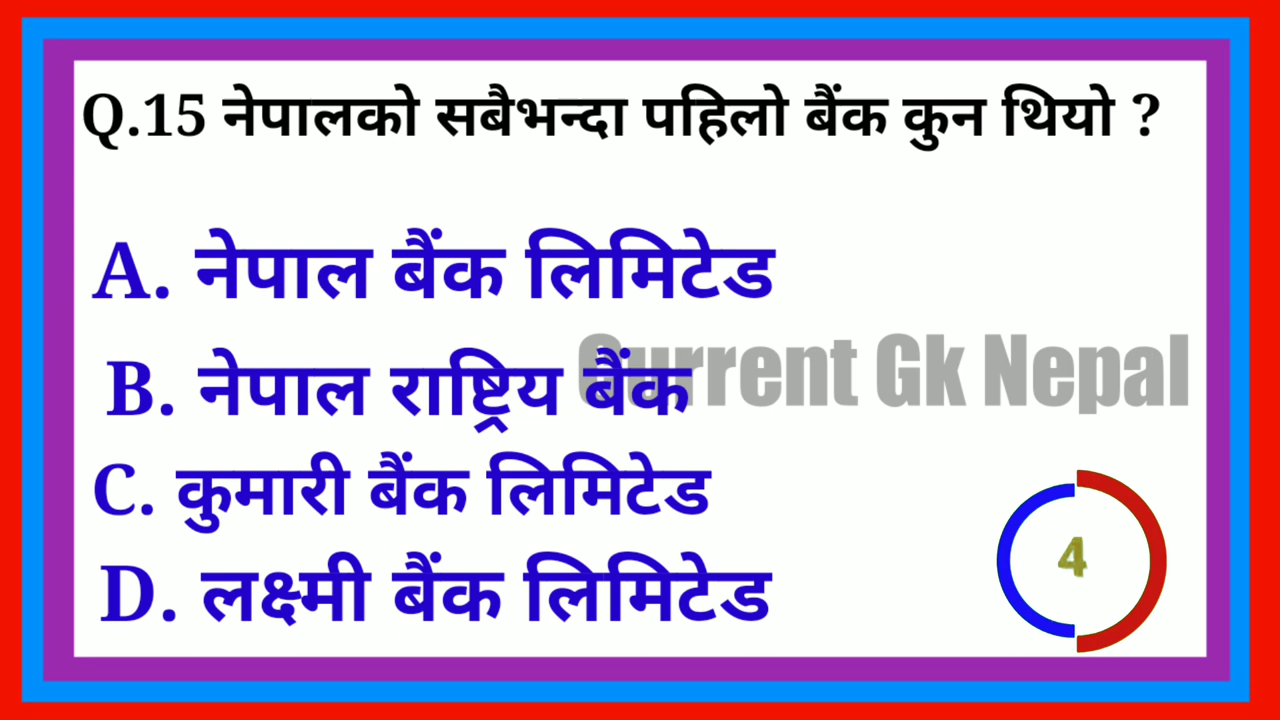 Q.15 नेपालको सबैभन्दा पहिलो बैंक कुन थियो ?
A. नेपाल बैंक लिमिटेड
B. नेपाल राष्ट्रिय बैंक
Current Gk Nepal
C. कुमारी बैंक लिमिटेड
D. लक्ष्मी बैंक लिमिटेड
4